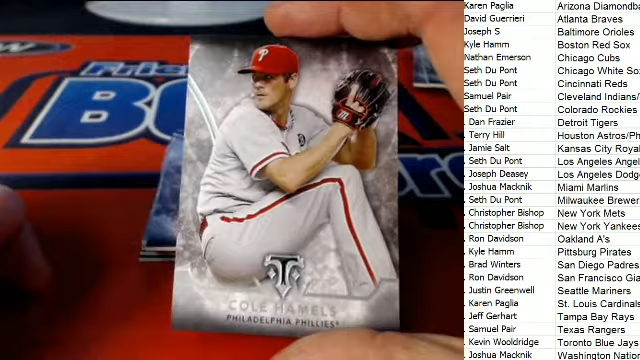 P
COLE HAMELS
PHILADELPHIA PHILLIES
Karen Paglia Arizona Diamondba
David Guerrieri Atlanta Braves
Joseph S Baltimore Orioles
Kyle Hamm Boston Red Sox
Nathan Emerson Chicago Cubs
Seth Du Pont Chicago White Sox
Seth Du Pont Cincinnati Reds
Samuel Pair Cleveland Indians/
Seth Du Pont Colorado Rockies
. Dan Frazier Detroit Tigers
. Terry Hill Houston Astros/Ph
. Jamie Salt Kansas City Roya
. Seth Du Pont Los Angeles Angel
. Joseph Deasey Los Angeles Dodg
. Joshua Macknik Miami Marlins
. Seth Du Pont Milwaukee Brewer
. Christopher Bishop New York Mets
. Christopher Bishop New York Yankees
. Ron Davidson Oakland A's
. Kyle Hamm Pittsburg Pirates
. Brad Winters San Diego Padres
. Ron Davidson San Francisco Gia
. Justin Greenwell Seattle Mariners
. Karen Paglia St. Louis Cardinals
. Jeff Gerhart Tampa Bay Rays
. Samuel Pair Texas Rangers
. Kevin Wooldridge Toronto Blue Jays
. Joshua Macknik Washington Natio